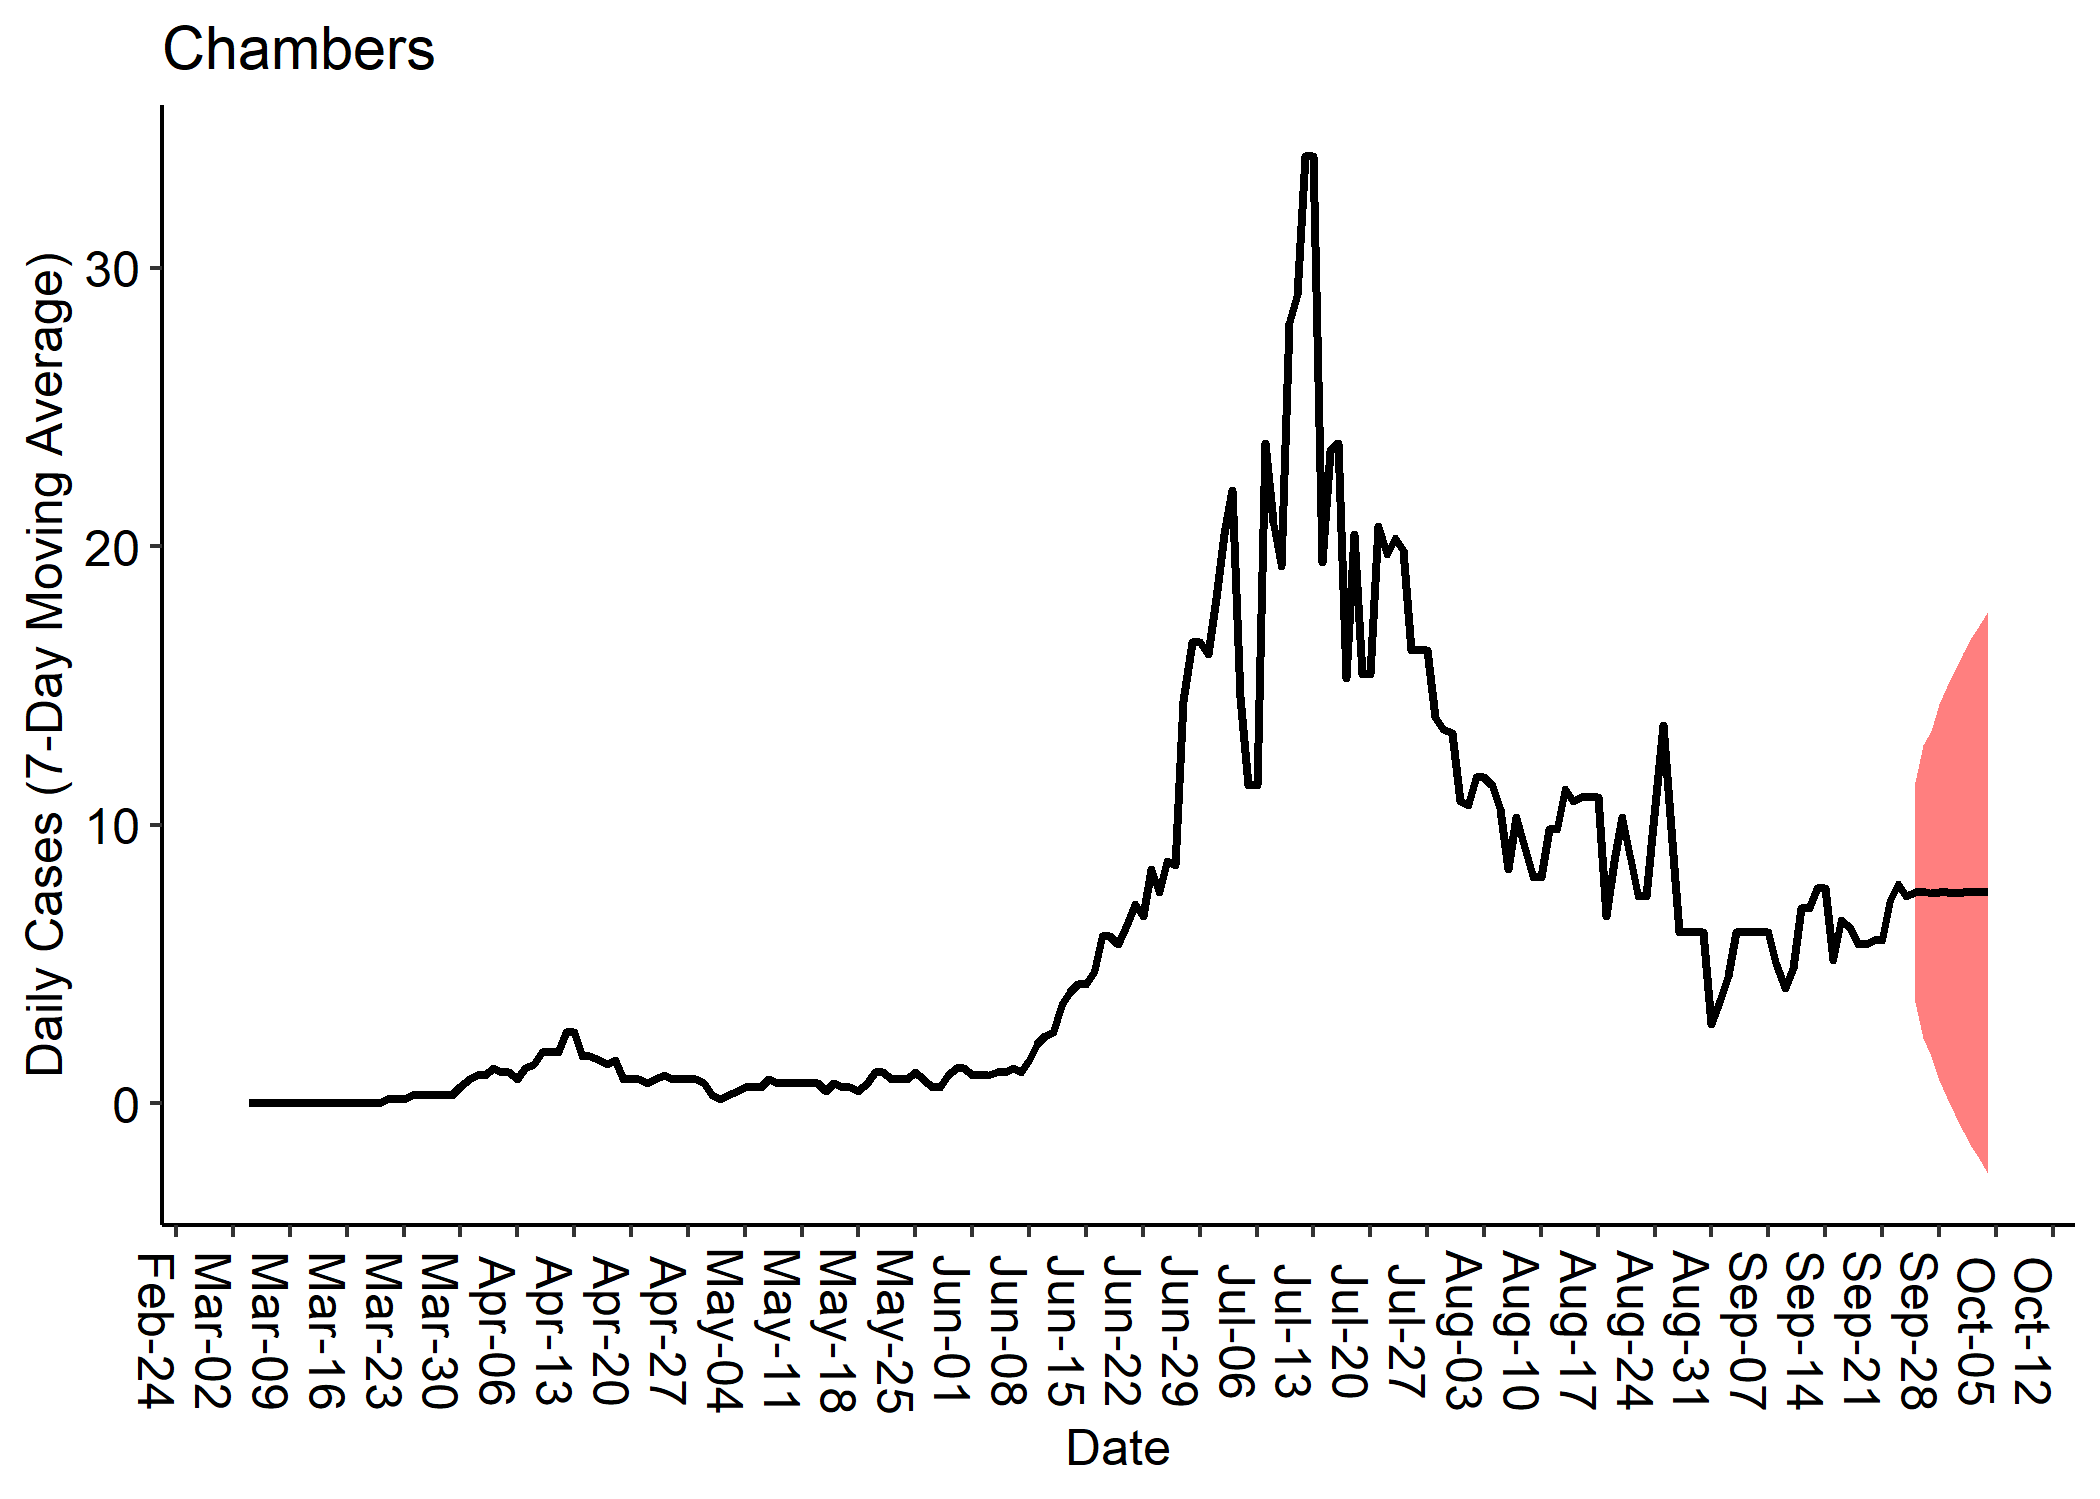 Chambers
Daily Cases (7-Day Moving Average)
30
20
10
0
Feb-24
Mar-02
Mar-09
Mar-16
Mar-23
Mar-30
Apr-06
Apr-13
Apr-20
Apr-27
May-04
May-11
May-18
May-25
Jun-01
Jun-08
Jun-15
Jun-22
Jun-29
Jul-06
Jul-13
Jul-20
Jul-27
Aug-03
Aug-10
Aug-17
Aug-24
Aug-31
Sep-07
Sep-14
Sep-21
Sep-28
Oct-05
Oct-12
Date